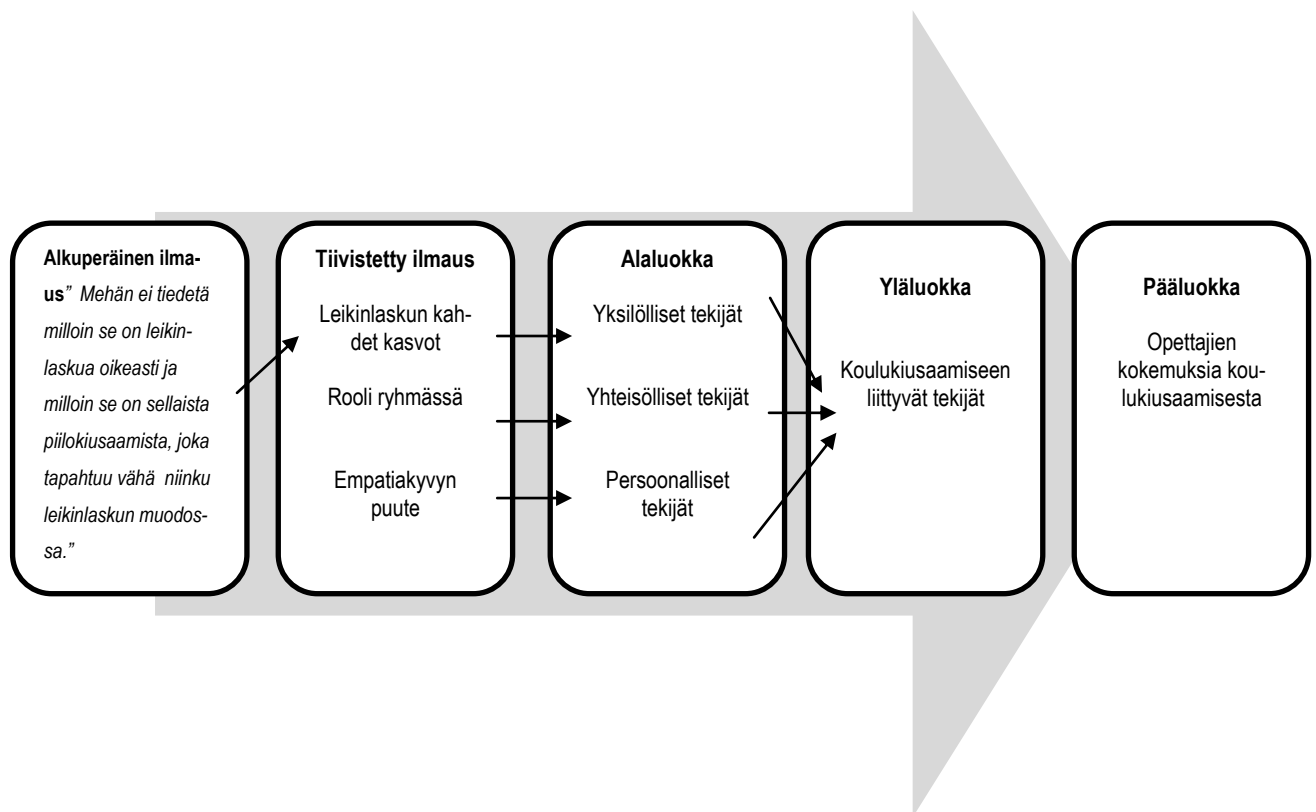 Alkuperäinen ilma-
us” Mehän ei tiedetä
milloin se on leikin-
laskua oikeasti ja
milloin se on sellaista
piilokiusaamista, joka
tapahtuu vähä niinku
leikinlaskun muodos-
sa.”
Tiivistetty ilmaus
Leikinlaskun kah-
det kasvot
Rooli ryhmässä
Empatiakyvyn
puute
Alaluokka
Yksilölliset tekijät
Yhteisölliset tekijät
Persoonalliset
tekijät
Yläluokka
Koulukiusaamiseen
liittyvät tekijät
Pääluokka
Opettajien
kokemuksia kou-
lukiusaamisesta